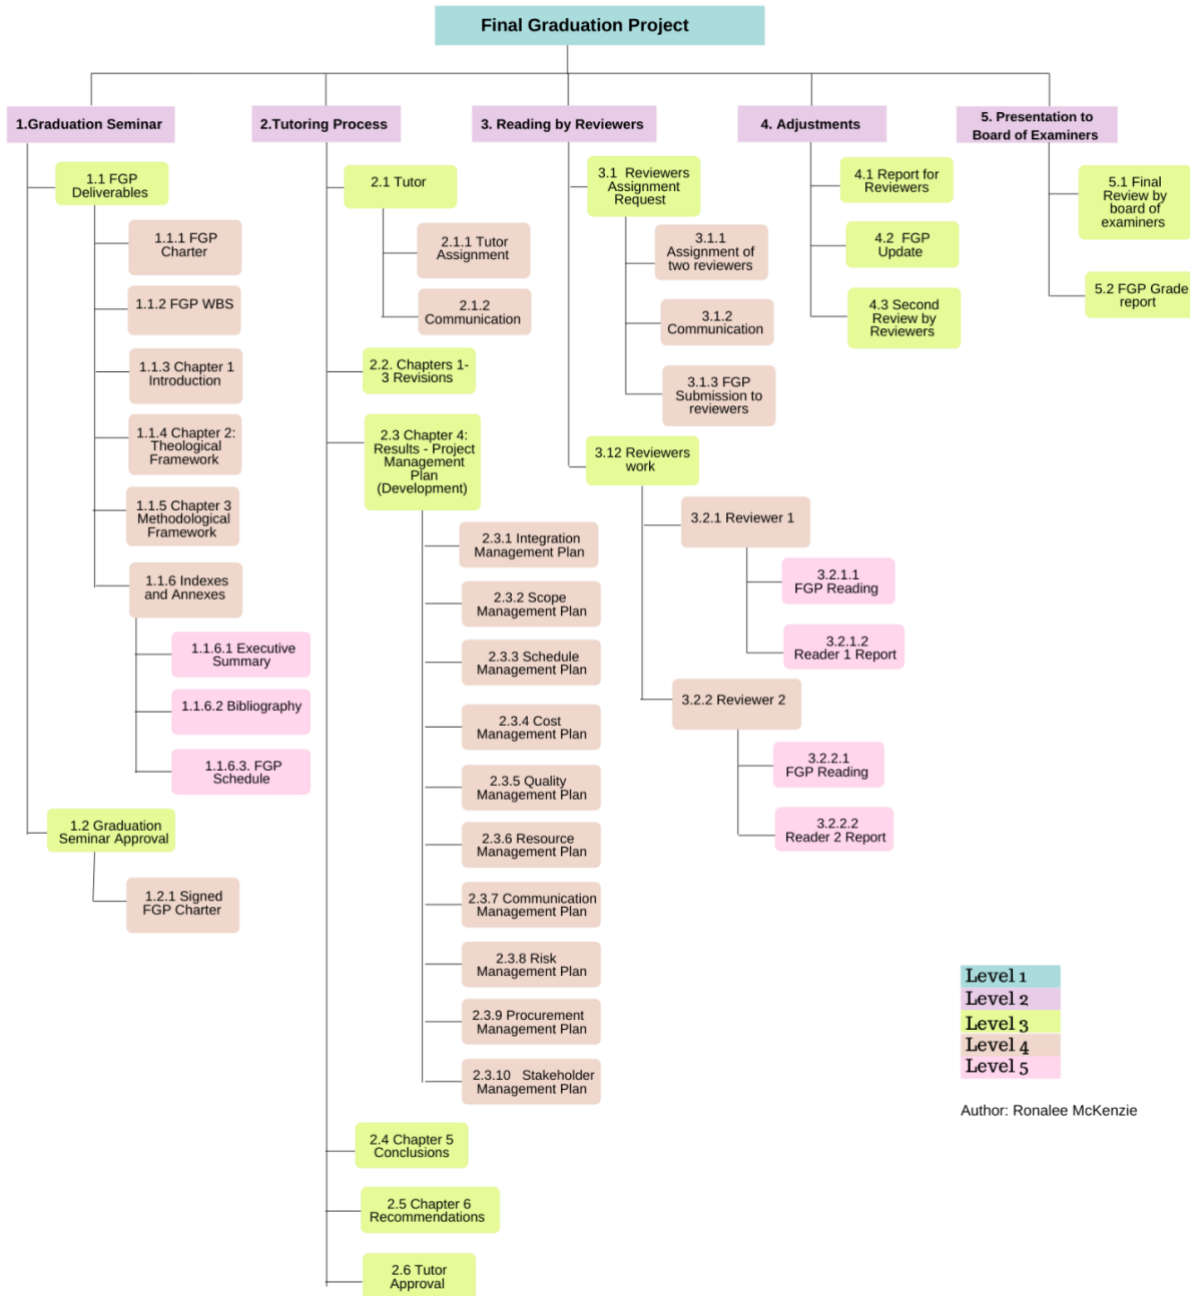 Final Graduation Project
1.Graduation Seminar
1.1 FGP
Deliverables
1.1.1 FGP
Charter
1.1.2 FGP WBS
1.1.3 Chapter 1
Introduction
1.1.4 Chapter 2:
Theological
Framework
1.1.5 Chapter 3
Methodological
Framework
1.1.6 Indexes
and Annexes
1.1.6.1 Executive
Summary
1.1.6.2 Bibliography
1.1.6.3. FGP
Schedule
1.2 Graduation
Seminar Approval
1.2.1 Signed
FGP Charter
2.Tutoring Process
2.1 Tutor
2.1.1 Tutor
Assignment
2.1.2
Communication
2.2. Chapters 1-
3 Revisions
2.3 Chapter 4:
Results - Project
Management
Plan
(Development)
2.3.1 Integration
Management Plan
2.3.2 Scope
Management Plan
2.3.3 Schedule
Management Plan
2.3.4 Cost
Management Plan
2.3.5 Quality
Management Plan
2.3.6 Resource
Management Plan
2.3.7 Communication
Management Plan
2.3.8 Risk
Management Plan
2.3.9 Procurement
Management Plan
2.3.10 Stakeholder
Management Plan
2.4 Chapter 5
Conclusions
2.5 Chapter 6
Recommendations
2.6 Tutor
Approval
3. Reading by Reviewers
3.1 Reviewers
Assignment
Request
3.1.1
Assignment of
two reviewers
3.1.2
Communication
3.1.3 FGP
Submission to
reviewers
3.12 Reviewers
work
3.2.1 Reviewer 1
3.2.1.1
FGP Reading
3.2.1.2
Reader 1 Report
3.2.2 Reviewer 2
3.2.2.1
FGP Reading
3.2.2.2
Reader 2 Report
4. Adjustments
4.1 Report for
Reviewers
4.2 FGP
Update
4.3 Second
Review by
Reviewers
5. Presentation to
Board of Examiners
5.1 Final
Review by
board of
examiners
5.2 FGP Grade
report
Level 1
Level 2
Level 3
Level 4
Level 5
Author: Ronalee McKenzie